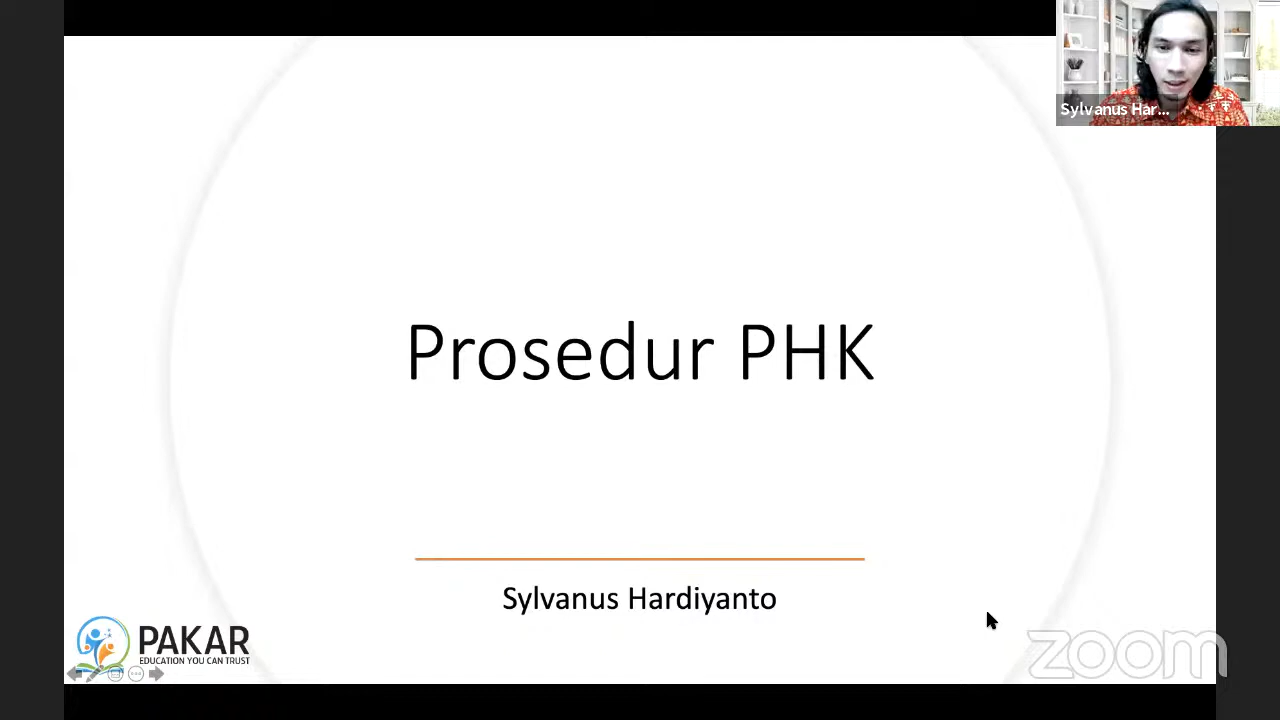 Sylvanus Har...
Prosedur PHK
Sylvanus Hardiyanto
PAKAR
EDUCATION YOU CAN TRUST
zoom